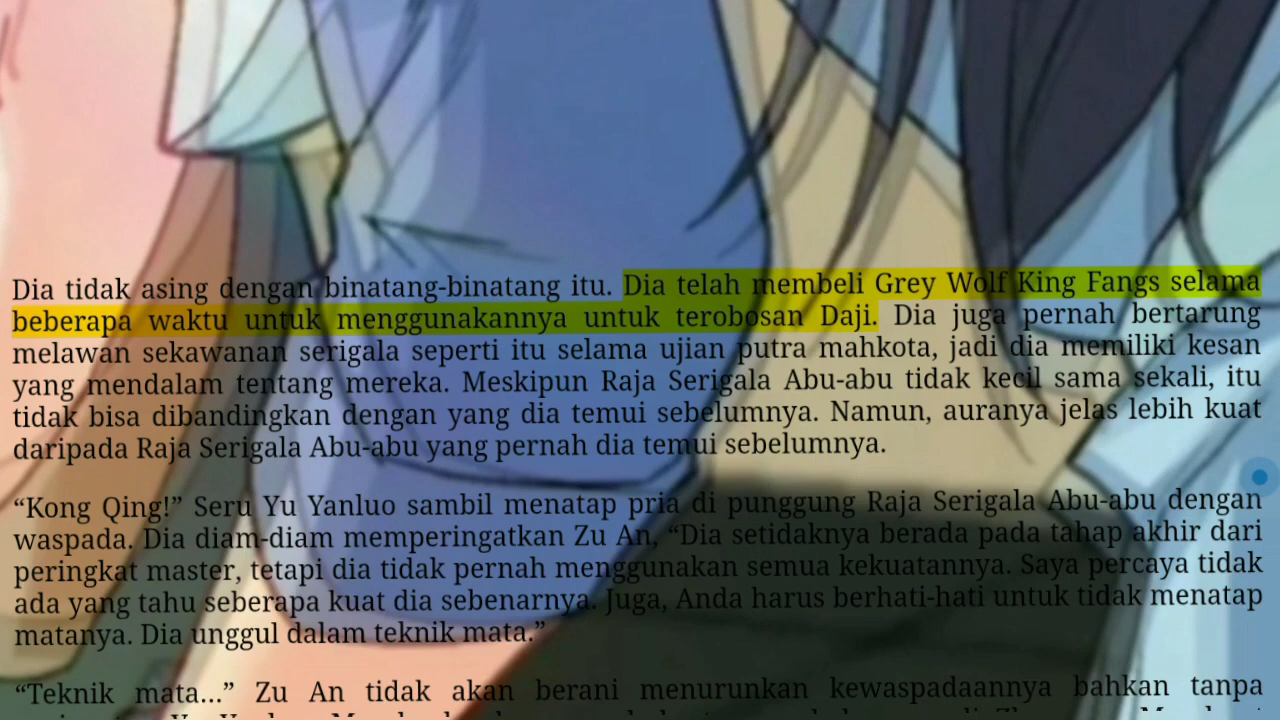 Dia tidak asing dengan binatang-binatang itu. Dia telah membeli Grey Wolf King Fangs selama
beberapa waktu untuk menggunakannya untuk terobosan Daji. Dia juga pernah bertarung
melawan sekawanan serigala seperti itu selama ujian putra mahkota, jadi dia memiliki kesan
yang mendalam tentang mereka. Meskipun Raja Serigala Abu-abu tidak kecil sama sekali, itu
tidak bisa dibandingkan dengan yang dia temui sebelumnya. Namun, auranya jelas lebih kuat
daripada Raja Serigala Abu-abu yang pernah dia temui sebelumnya.
“Kong Qing!” Seru Yu Yanluo sambil menatap pria di punggung Raja Serigala Abu-abu dengan
waspada. Dia diam-diam memperingatkan Zu An, “Dia setidaknya berada pada tahap akhir dari
peringkat master, tetapi dia tidak pernah menggunakan semua kekuatannya. Saya percaya tidak
ada yang tahu seberapa kuat dia sebenarnya. Juga, Anda harus berhati-hati untuk tidak menatap
matanya. Dia unggul dalam teknik mata.”
“Teknik mata…” Zu An tidak akan berani menurunkan kewaspadaannya bahkan tanpa